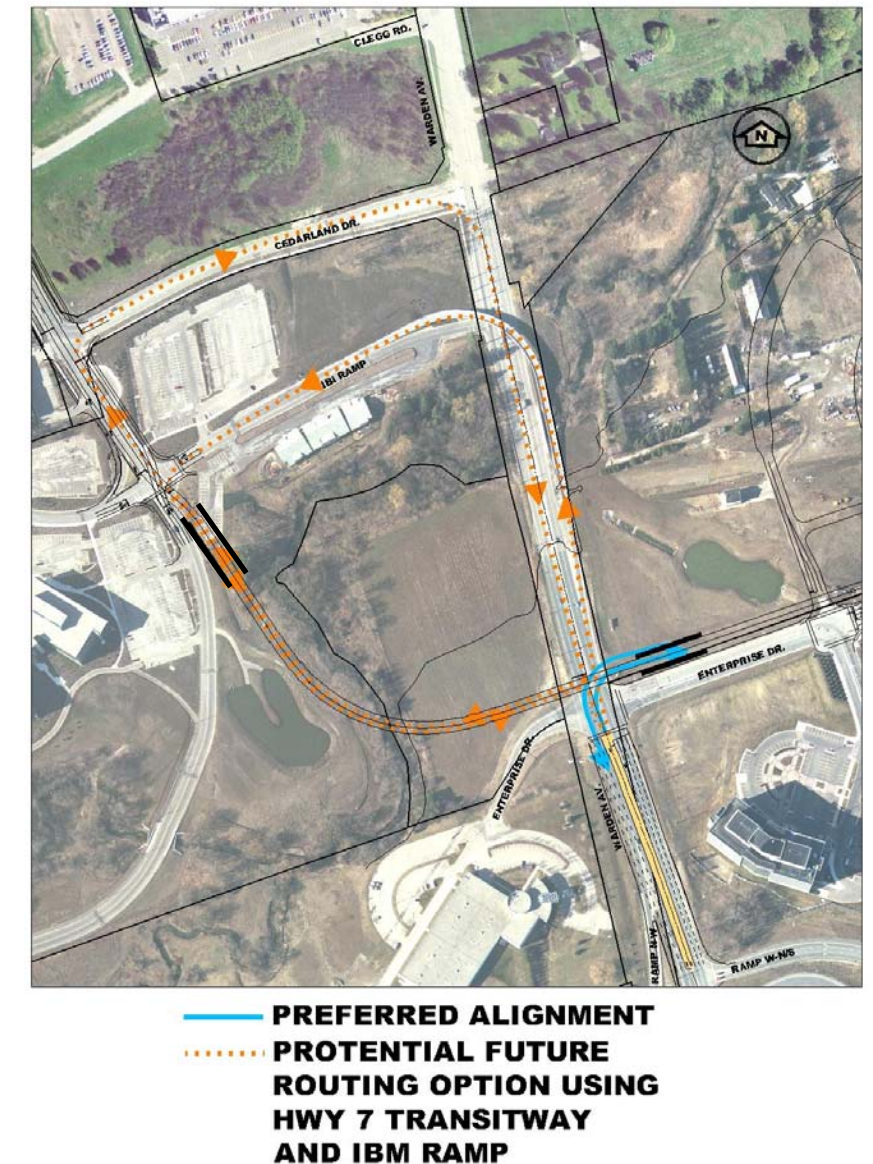 CLEGG RD.
WARDEN AV.
N
CEDARLAND DR.
IBI RAMP
ENTERPRISE DR.
ENTERPRISE DR.
WARDEN AV.
RAMP N-W
RAMP W-N/S
PREFERRED ALIGNMENT
PROTENTIAL FUTURE
ROUTING OPTION USING
HWY 7 TRANSITWAY
AND IBM RAMP